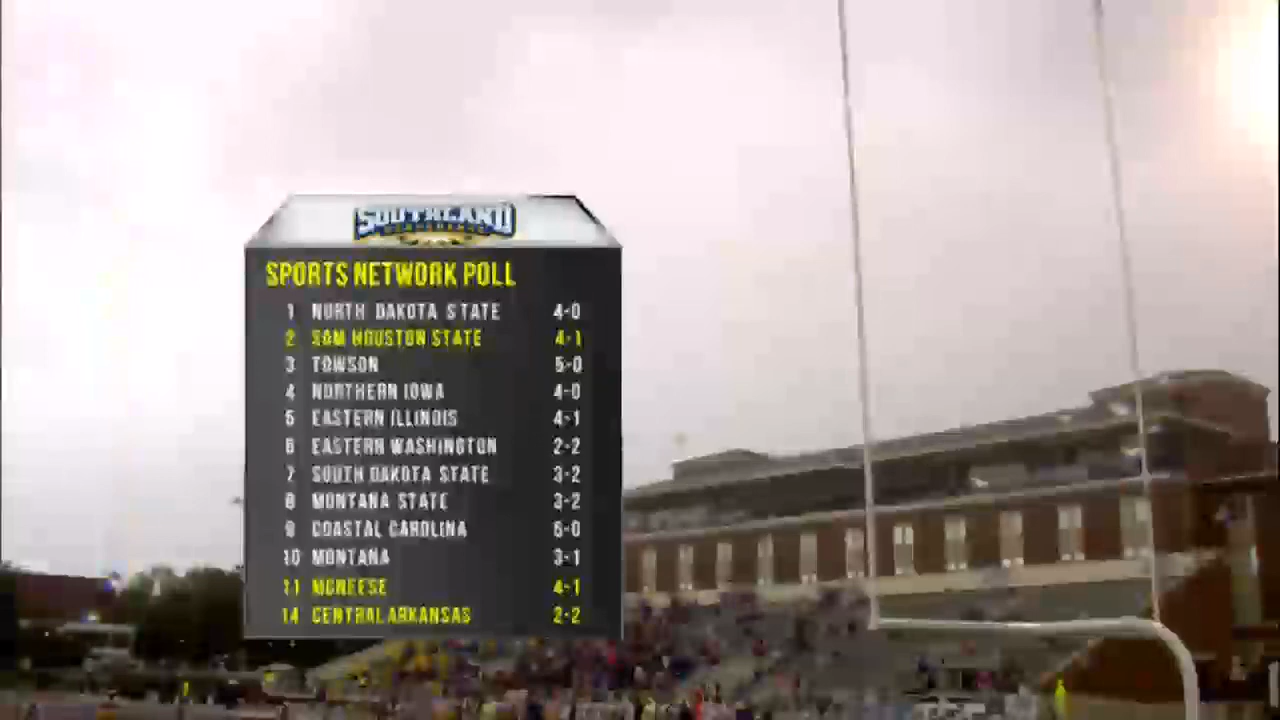 SOUTHLAND
CONFERENCE
SPORTS NETWORK POLL
1 NORTH DAKOTA STATE 4-0
2 SAM HOUSTON STATE 4-1
3 TOWSON 5-0
4 NORTHERN IOWA 4-0
5 EASTERN ILLINOIS 4-1
6 EASTERN WASHINGTON 2-2
7 SOUTH DAKOTA STATE 3-2
8 MONTANA STATE 3-2
9 COASTAL CAROLINA 5-0
10 MONTANA 3-1
11 MCNEESE 4-1
14 CENTRAL ARKANSAS 2-2